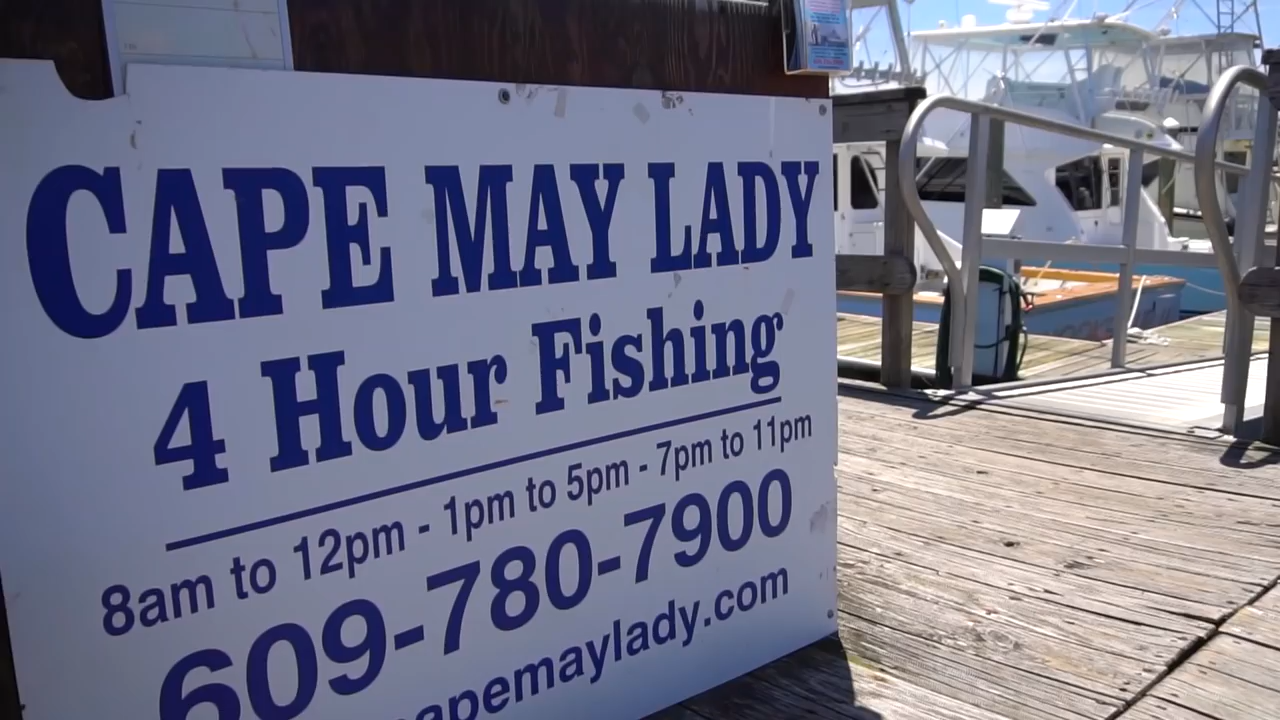 CAPE MAY LADY
4 Hour Fishing
8am to 12pm - 1pm to 5pm - 7pm to 11pm
609-780-7900
capemaylady.com